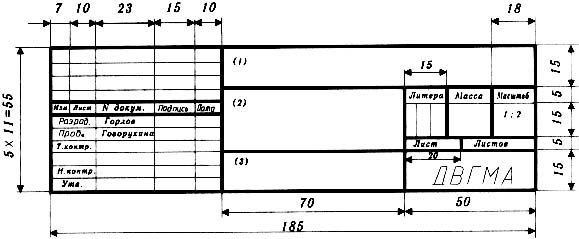 7 10 23 15 10 18
(1)
15
15
5 x 11=55
(2)
Литера Масса Масштаб
5
Изм Лист N докум. Подпись Дата
1:2
15
Разраб. Горлов
Пров. Говорухина
Т.контр.
Лист Листов
5
(3)
20
Н.контр.
ДВГМА
15
Утв.
70 50
185